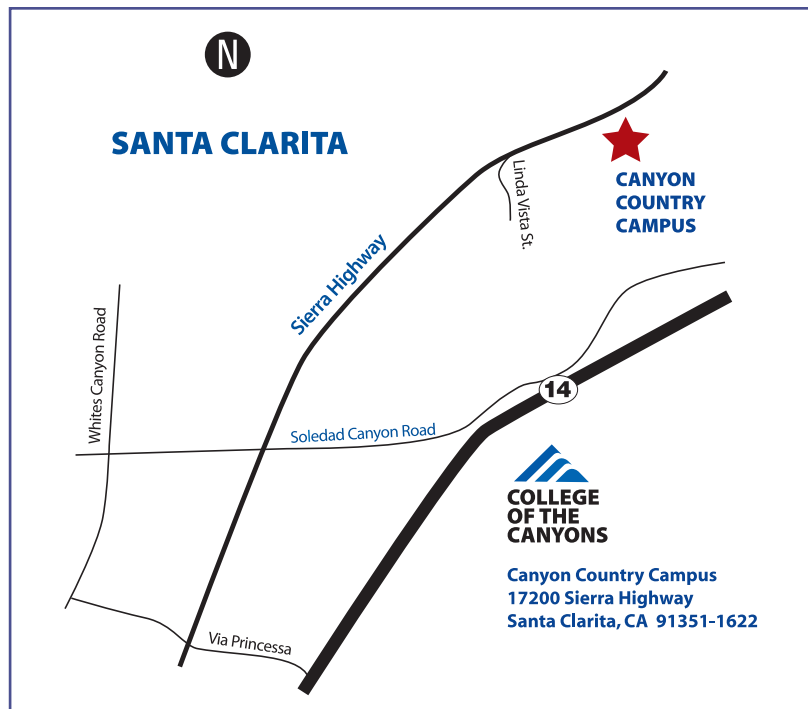 N
SANTA CLARITA
CANYON
COUNTRY
CAMPUS
Linda Vista St.
Sierra Highway
Whites Canyon Road
Soledad Canyon Road
14
COLLEGE
OF THE
CANYONS
Canyon Country Campus
17200 Sierra Highway
Santa Clarita, CA 91351-1622
Via Princessa